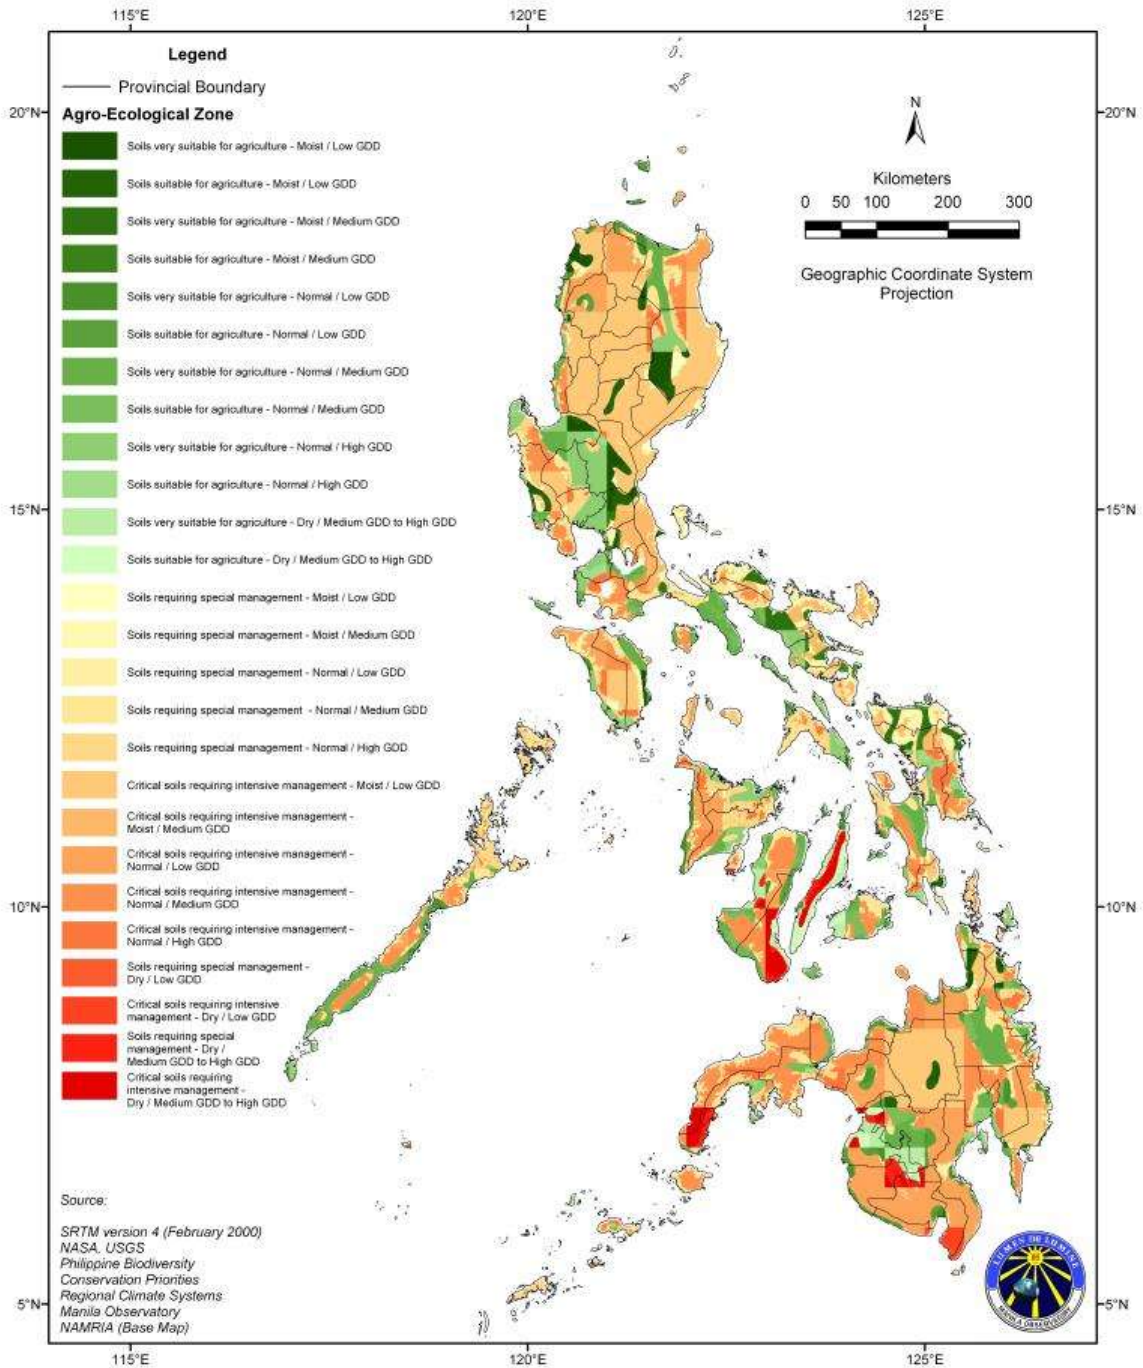 115°E
120°E
125°E
Legend
Provincial Boundary
20°N
20°N
Agro-Ecological Zone
Soils very suitable for agriculture - Moist / Low GDD
Soils suitable for agriculture - Moist / Low GDD
Soils very suitable for agriculture - Moist / Medium GDD
Soils suitable for agriculture - Moist / Medium GDD
Soils very suitable for agriculture - Normal / Low GDD
Soils suitable for agriculture - Normal / Low GDD
Soils very suitable for agriculture - Normal / Medium GDD
Soils suitable for agriculture - Normal / Medium GDD
Soils very suitable for agriculture - Normal / High GDD
Soils suitable for agriculture - Normal / High GDD
Soils very suitable for agriculture - Dry / Medium GDD to High GDD
Soils suitable for agriculture - Dry / Medium GDD to High GDD
Soils requiring special management - Moist / Low GDD
Soils requiring special management - Moist / Medium GDD
Soils requiring special management - Normal / Low GDD
Soils requiring special management - Normal / Medium GDD
Soils requiring special management - Normal / High GDD
Critical soils requiring intensive management - Moist / Low GDD
Critical soils requiring intensive management -
Moist / Medium GDD
Critical soils requiring intensive management -
Normal / Low GDD
Critical soils requiring intensive management -
Normal / Medium GDD
Critical soils requiring intensive management -
Normal / High GDD
Soils requiring special management -
Dry / Low GDD
Critical soils requiring intensive
management - Dry / Low GDD
Soils requiring special
management - Dry /
Medium GDD to High GDD
Critical soils requiring
intensive management -
Dry / Medium GDD to High GDD
N
Kilometers
0 50 100 200 300
Geographic Coordinate System
Projection
15°N
15°N
10°N
10°N
Source:
SRTM version 4 (February 2000)
NASA, USGS
Philippine Biodiversity
Conservation Priorities
Regional Climate Systems
Manila Observatory
NAMRIA (Base Map)
LUMEN DE LUMINE
MANILA OBSERVATORY
5°N
5°N
115°E
120°E
125°E